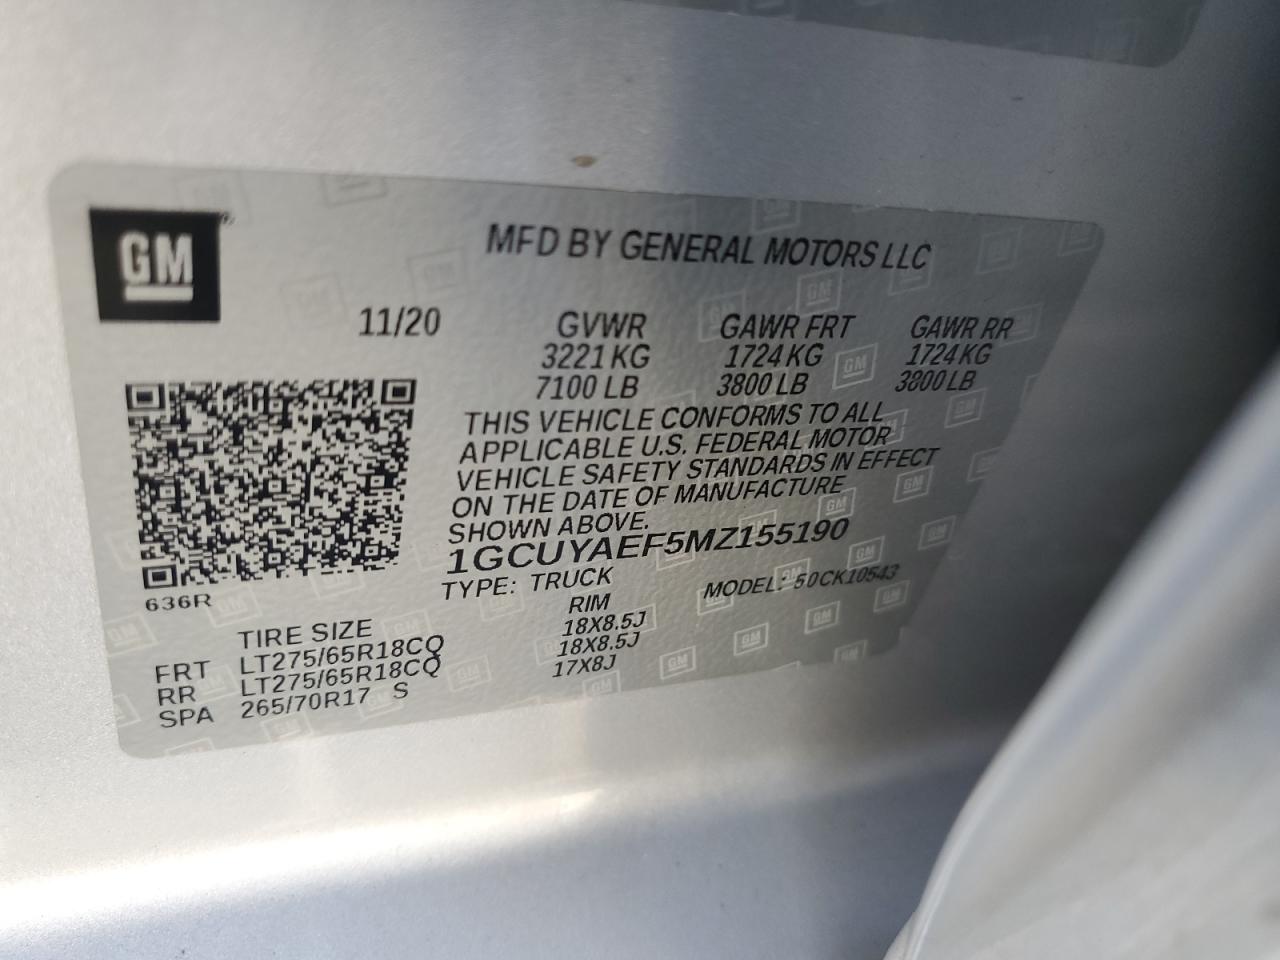 GM
MFD BY GENERAL MOTORS LLC
11/20 GVWR GAWR FRT GAWR RR
3221 KG 1724 KG 1724 KG
7100 LB 3800 LB 3800 LB
THIS VEHICLE CONFORMS TO ALL
APPLICABLE U.S. FEDERAL MOTOR
VEHICLE SAFETY STANDARDS IN EFFECT
ON THE DATE OF MANUFACTURE
SHOWN ABOVE.
1GCUYAEF5MZ155190
TYPE: TRUCK MODEL: 50CK10543
636R
TIRE SIZE RIM
FRT LT275/65R18CQ 18X8.5J
RR LT275/65R18CQ 18X8.5J
SPA 265/70R17 S 17X8J